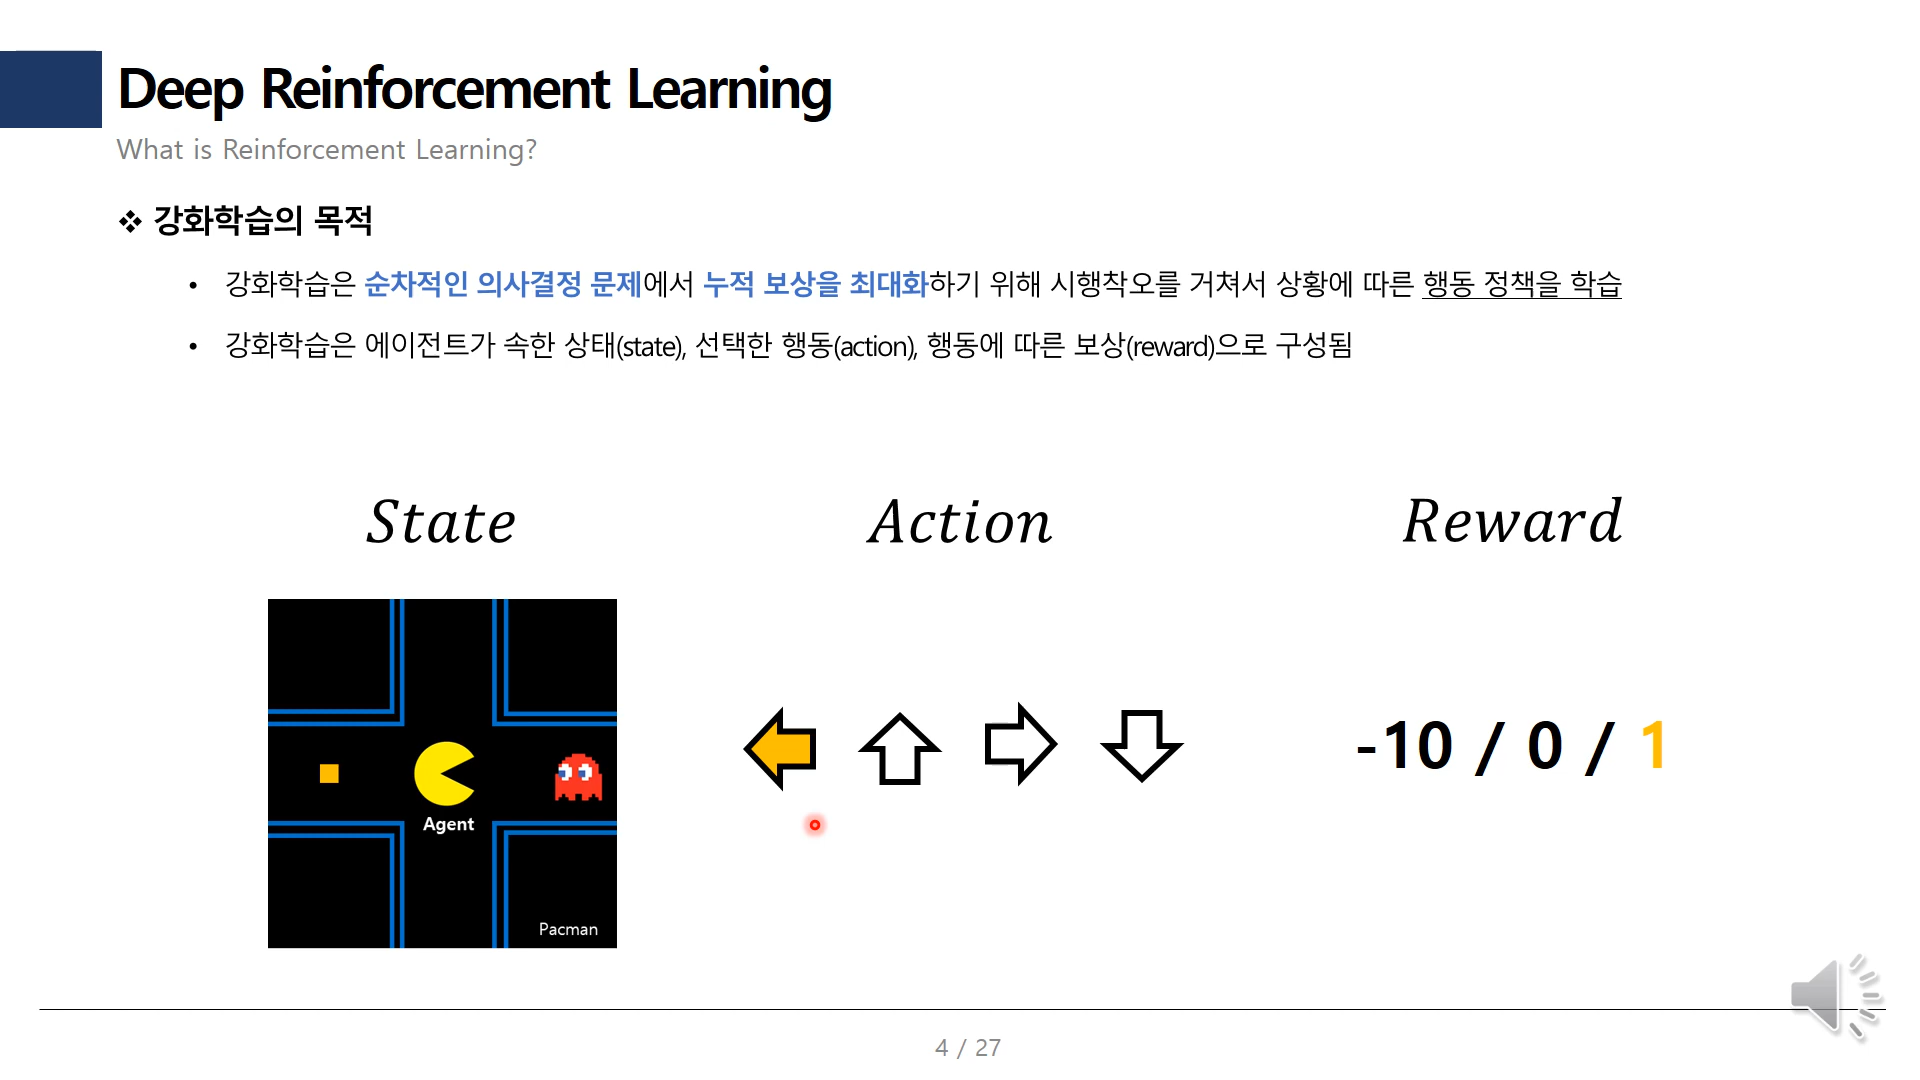 Deep Reinforcement Learning
What is Reinforcement Learning?
❖ 강화학습의 목적
• 강화학습은 순차적인 의사결정 문제에서 누적 보상을 최대화하기 위해 시행착오를 거쳐서 상황에 따른 행동 정책을 학습
• 강화학습은 에이전트가 속한 상태(state), 선택한 행동(action), 행동에 따른 보상(reward)으로 구성됨
State Action Reward
-10 / 0 / 1
Agent
Pacman
4 / 27